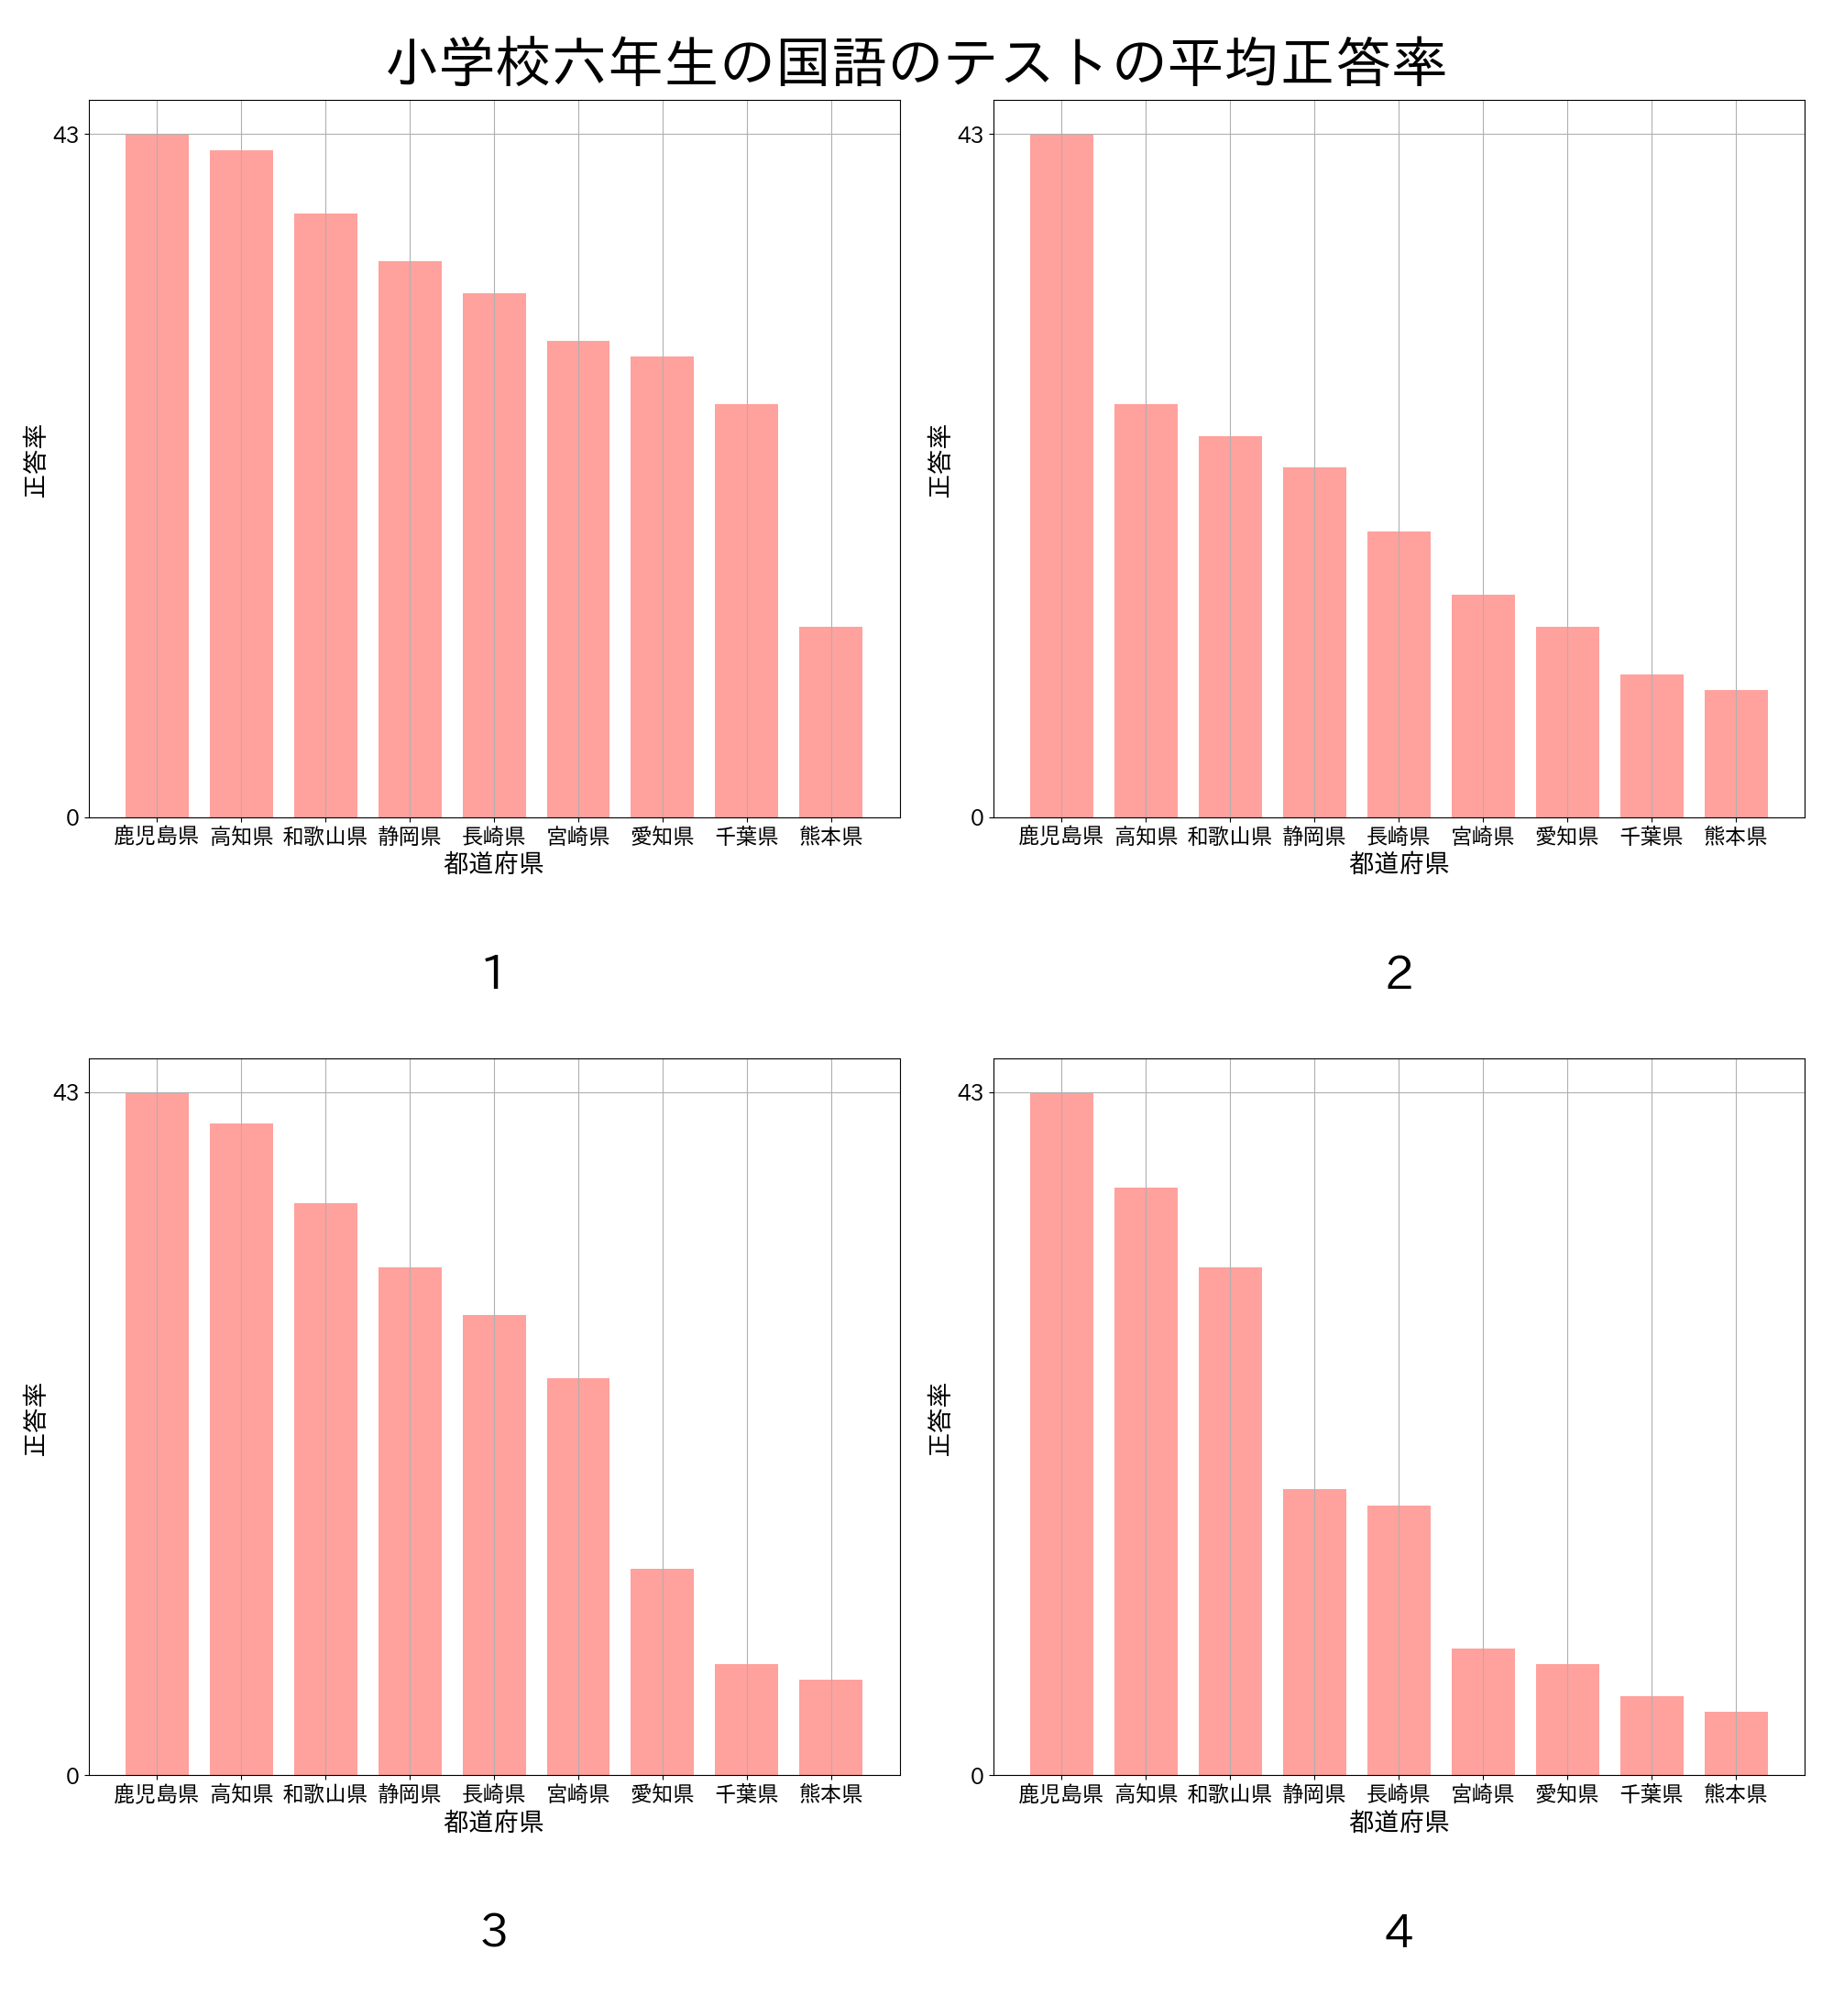 小学校六年生の国語のテストの平均正答率
43
0
正答率
鹿児島県 高知県 和歌山県 静岡県 長崎県 宮崎県 愛知県 千葉県 熊本県
都道府県
1
43
0
正答率
鹿児島県 高知県 和歌山県 静岡県 長崎県 宮崎県 愛知県 千葉県 熊本県
都道府県
2
43
0
正答率
鹿児島県 高知県 和歌山県 静岡県 長崎県 宮崎県 愛知県 千葉県 熊本県
都道府県
3
43
0
正答率
鹿児島県 高知県 和歌山県 静岡県 長崎県 宮崎県 愛知県 千葉県 熊本県
都道府県
4